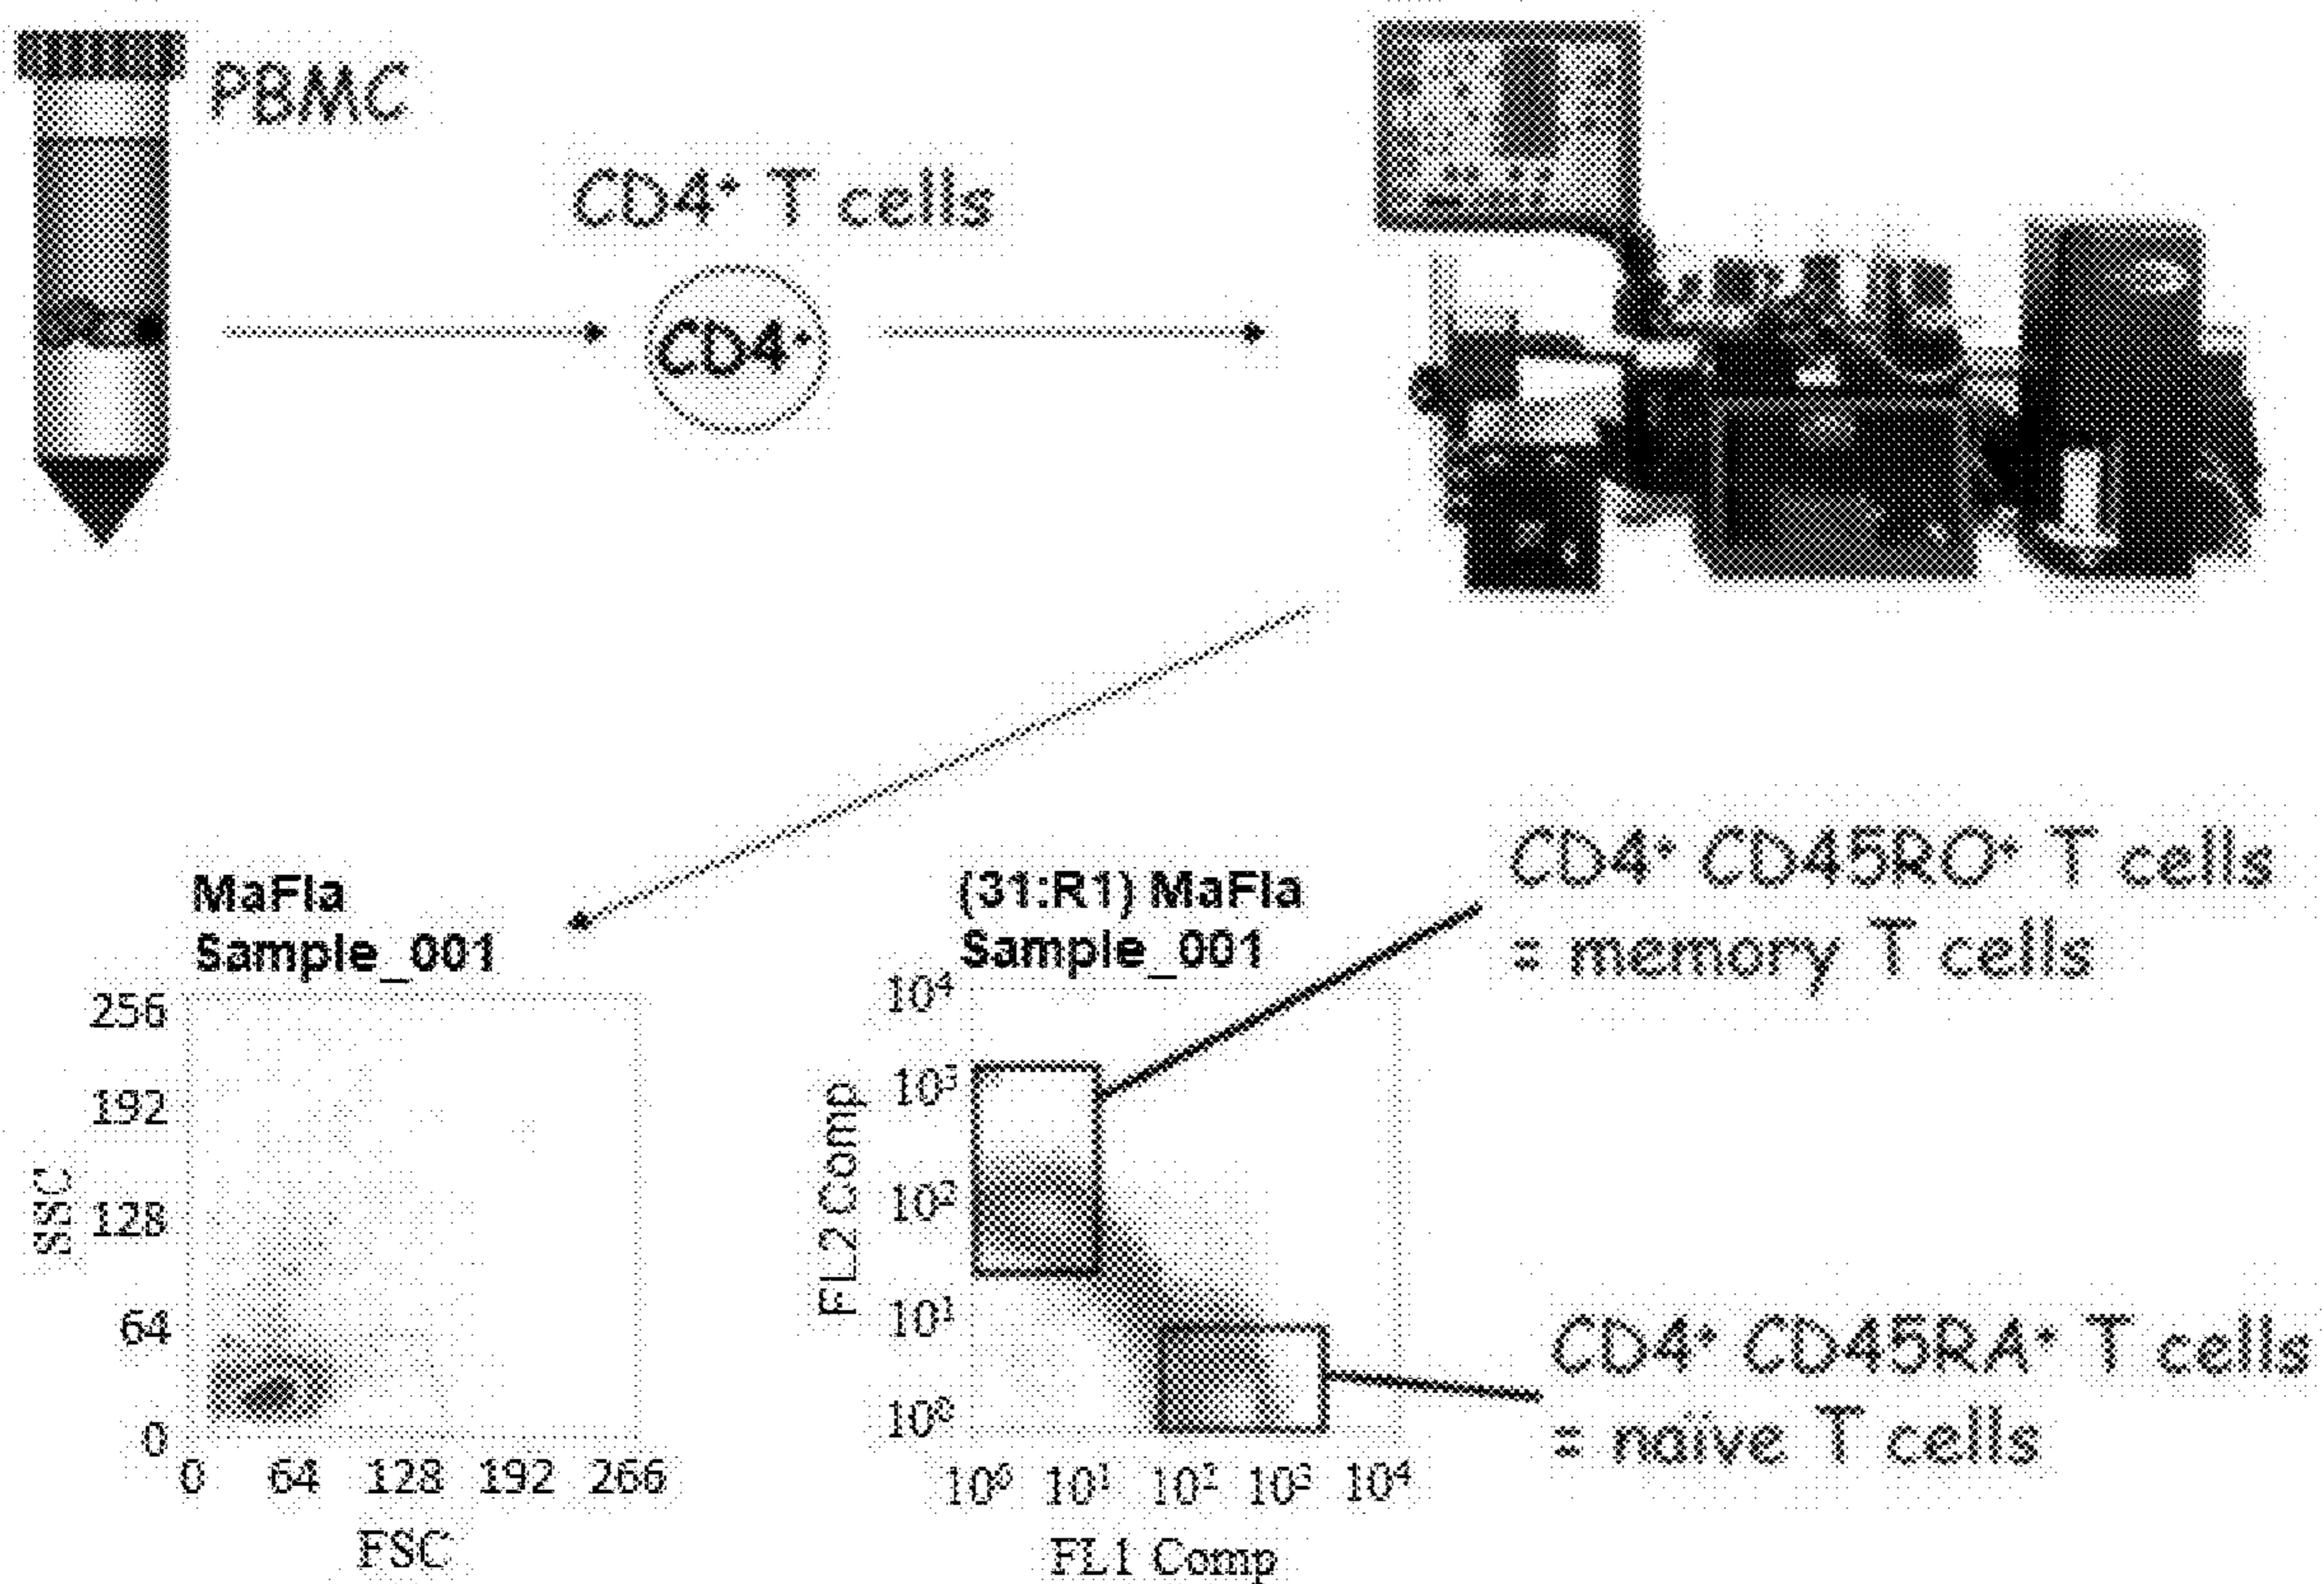 PBMC
CD4⁺ T cells
CD4⁺
MaFIa
Sample_001
256
192
128
64
0
SSC
0 64 128 192 266
FSC
(31:R1) MaFIa
Sample_001
10⁴
10³
10²
10¹
10⁰
FL2 Comp
10⁰ 10¹ 10² 10³ 10⁴
FL1 Comp
CD4⁺ CD45RO⁺ T cells
= memory T cells
CD4⁺ CD45RA⁺ T cells
= naive T cells